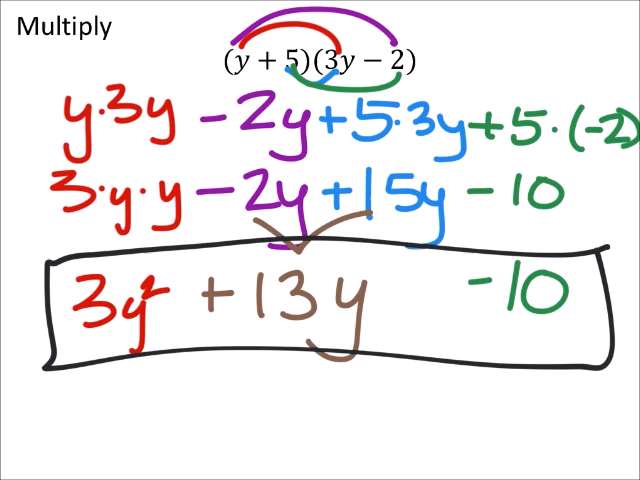 Multiply
(y + 5)(3y − 2)
y·3y − 2y + 5·3y + 5·(−2)
3·y·y − 2y + 15y − 10
3y² + 13y − 10